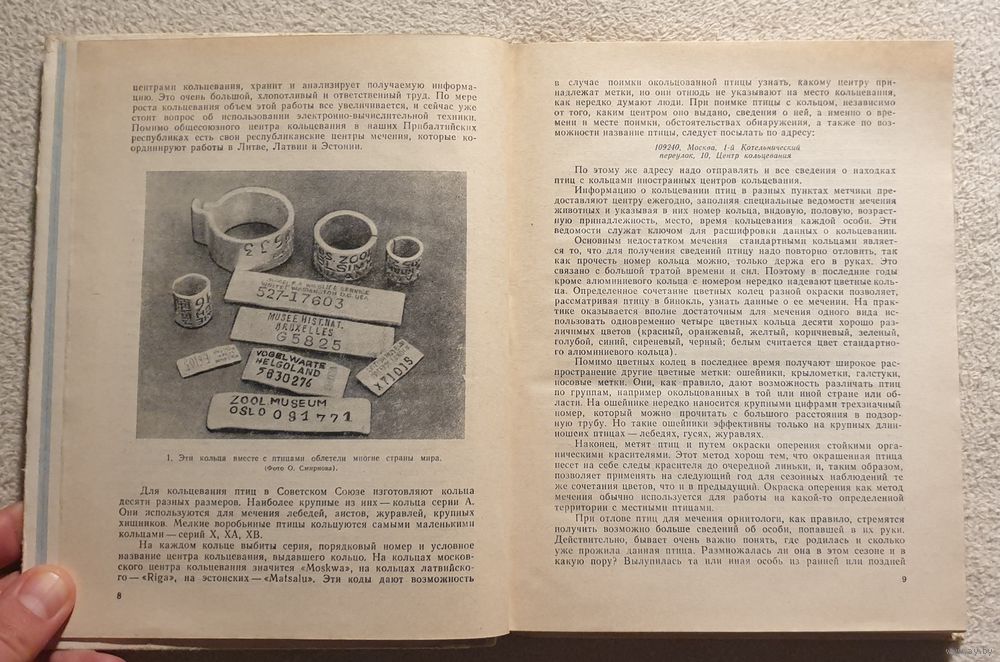 центрами кольцевания, хранит и анализирует получаемую информа-
цию. Это очень большой, хлопотливый и ответственный труд. По мере
роста кольцевания объем этой работы все увеличивается, и сейчас уже
стоит вопрос об использовании электронно-вычислительной техники.
Помимо общесоюзного центра кольцевания в наших Прибалтийских
республиках есть свои республиканские центры мечения, которые ко-
ординируют работы в Литве, Латвии и Эстонии.
WILDLIFE SERVICE
WASHINGTON D.C. USA
527-17603
MUSEE HIST. NAT.
BRUXELLES
G5825
VOGELWARTE
HELGOLAND
5830276
X71019
ZOOL. MUSEUM
OSLO 081771
1. Эти кольца вместе с птицами облетели многие страны мира.
(Фото О. Смирнова).
Для кольцевания птиц в Советском Союзе изготовляют кольца
десяти разных размеров. Наиболее крупные из них — кольца серии А.
Они используются для мечения лебедей, аистов, журавлей, крупных
хищников. Мелкие воробьиные птицы кольцуются самыми маленькими
кольцами — серий X, XA, XB.
На каждом кольце выбиты серия, порядковый номер и условное
название центра кольцевания, выдавшего кольцо. На кольцах москов-
ского центра кольцевания значится «Moskwa», на кольцах латвийско-
го — «Riga», на эстонских — «Matsalu». Эти коды дают возможность
8
в случае поимки окольцованной птицы узнать, какому центру при-
надлежат метки, но они отнюдь не указывают на место кольцевания,
как нередко думают люди. При поимке птицы с кольцом, независимо
от того, каким центром оно выдано, сведения о ней, а именно о вре-
мени и месте поимки, обстоятельствах обнаружения, а также по воз-
можности название птицы, следует посылать по адресу:
109240, Москва, 1-й Котельнический
переулок, 10, Центр кольцевания
По этому же адресу надо отправлять и все сведения о находках
птиц с кольцами иностранных центров кольцевания.
Информацию о кольцевании птиц в разных пунктах метчики пре-
доставляют центру ежегодно, заполняя специальные ведомости мечения
животных и указывая в них номер кольца, видовую, половую, возраст-
ную принадлежность, место, время кольцевания каждой особи. Эти
ведомости служат ключом для расшифровки данных о кольцевании.
Основным недостатком мечения стандартными кольцами являет-
ся то, что для получения сведений птицу надо повторно отловить, так
как прочесть номер кольца можно, только держа его в руках. Это
связано с большой тратой времени и сил. Поэтому в последние годы
кроме алюминиевого кольца с номером нередко надевают цветные коль-
ца. Определенное сочетание цветных колец разной окраски позволяет,
рассматривая птицу в бинокль, узнать данные о ее мечении. На прак-
тике оказывается вполне достаточным для мечения одного вида ис-
пользовать одновременно четыре цветных кольца десяти хорошо раз-
личимых цветов (красный, оранжевый, желтый, коричневый, зеленый,
голубой, синий, сиреневый, черный; белым считается цвет стандартно-
го алюминиевого кольца).
Помимо цветных колец в последнее время получают широкое рас-
пространение другие цветные метки: ошейники, крылометки, галстуки,
носовые метки. Они, как правило, дают возможность различать птиц
по группам, например окольцованных в той или иной стране или об-
ласти. На ошейнике нередко наносится крупными цифрами трехзначный
номер, который можно прочитать с большого расстояния в подзор-
ную трубу. Но такие ошейники эффективны только на крупных длин-
ношеих птицах — лебедях, гусях, журавлях.
Наконец, метят птиц и путем окраски оперения стойкими орга-
ническими красителями. Этот метод хорош тем, что окрашенная птица
несет на себе следы красителя до очередной линьки, и, таким образом,
позволяет применять на следующий год для сезонных наблюдений те
же сочетания цветов, что и в предыдущий. Окраска оперения как метод
мечения обычно используется для работы на какой-то определенной
территории с местными птицами.
При отлове птиц для мечения орнитологи, как правило, стремятся
получить возможно больше сведений об особи, попавшей в их руки.
Действительно, бывает очень важно понять, где родилась и сколько
уже прожила данная птица. Размножалась ли она в этом сезоне и в
какую пору? Вылупилась та или иная особь из ранней или поздней
9
www.ay.by